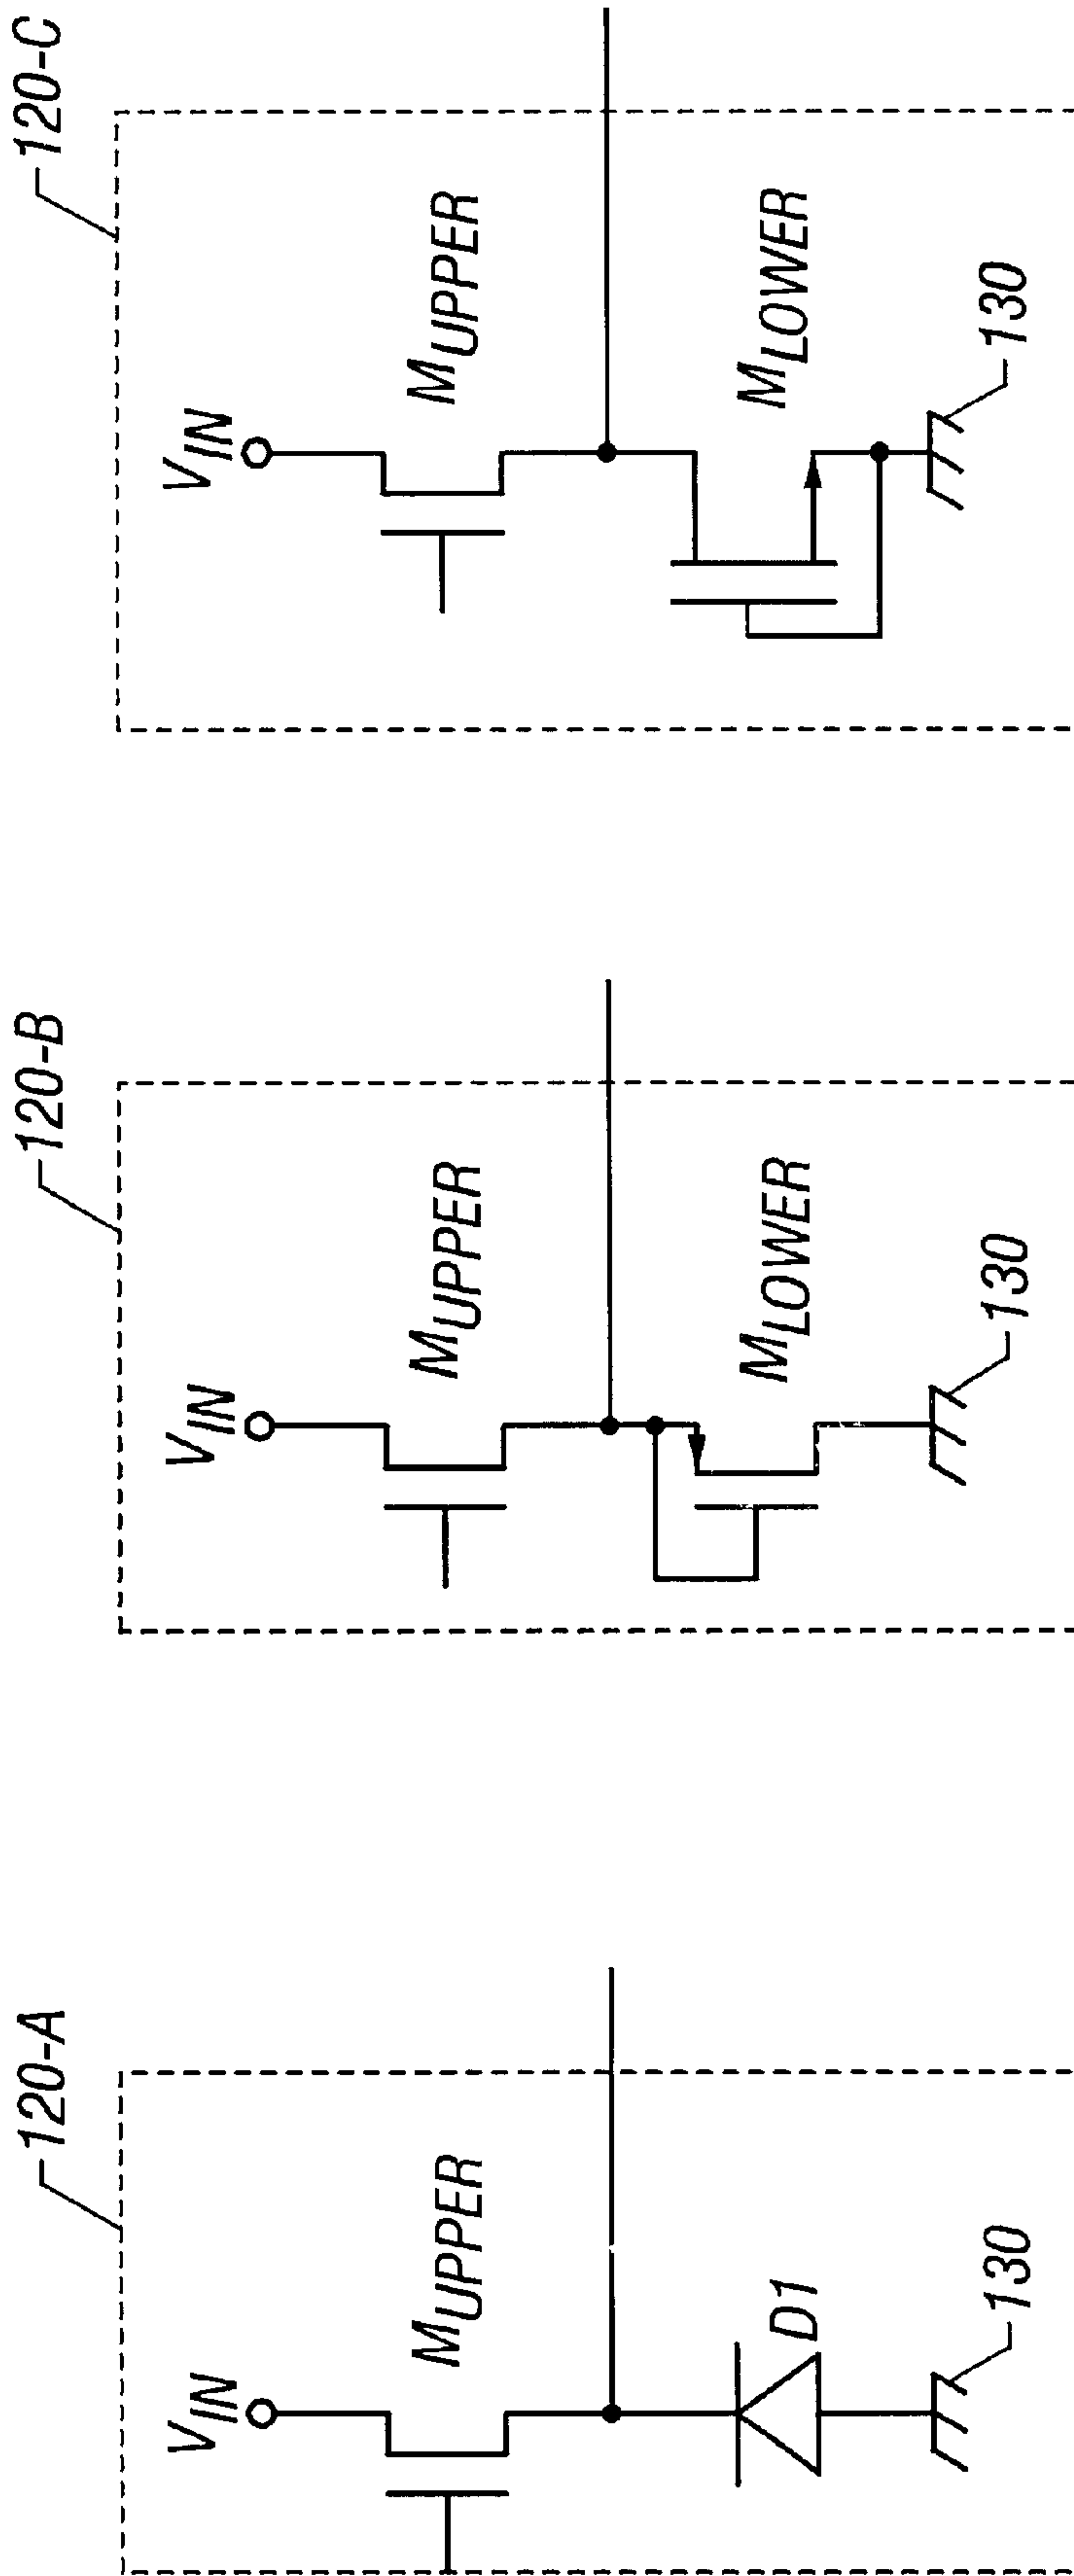 120-A
V_IN
M_UPPER
D1
130
120-B
V_IN
M_UPPER
M_LOWER
130
120-C
V_IN
M_UPPER
M_LOWER
130